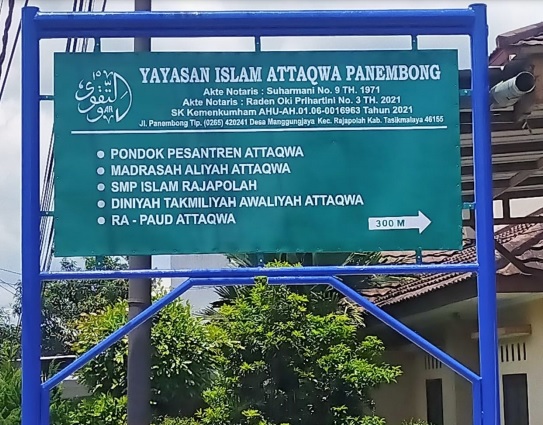 التقوى
YAYASAN ISLAM ATTAQWA PANEMBONG
Akte Notaris : Suharmani No. 9 TH. 1971
Akte Notaris : Raden Oki Prihartini No. 3 TH. 2021
SK Kemenkumham AHU-AH.01.06-0016963 Tahun 2021
Jl. Panembong Tlp. (0265) 420241 Desa Manggungjaya Kec. Rajapolah Kab. Tasikmalaya 46155
• PONDOK PESANTREN ATTAQWA
• MADRASAH ALIYAH ATTAQWA
• SMP ISLAM RAJAPOLAH
• DINIYAH TAKMILIYAH AWALIYAH ATTAQWA
• RA - PAUD ATTAQWA
300 M